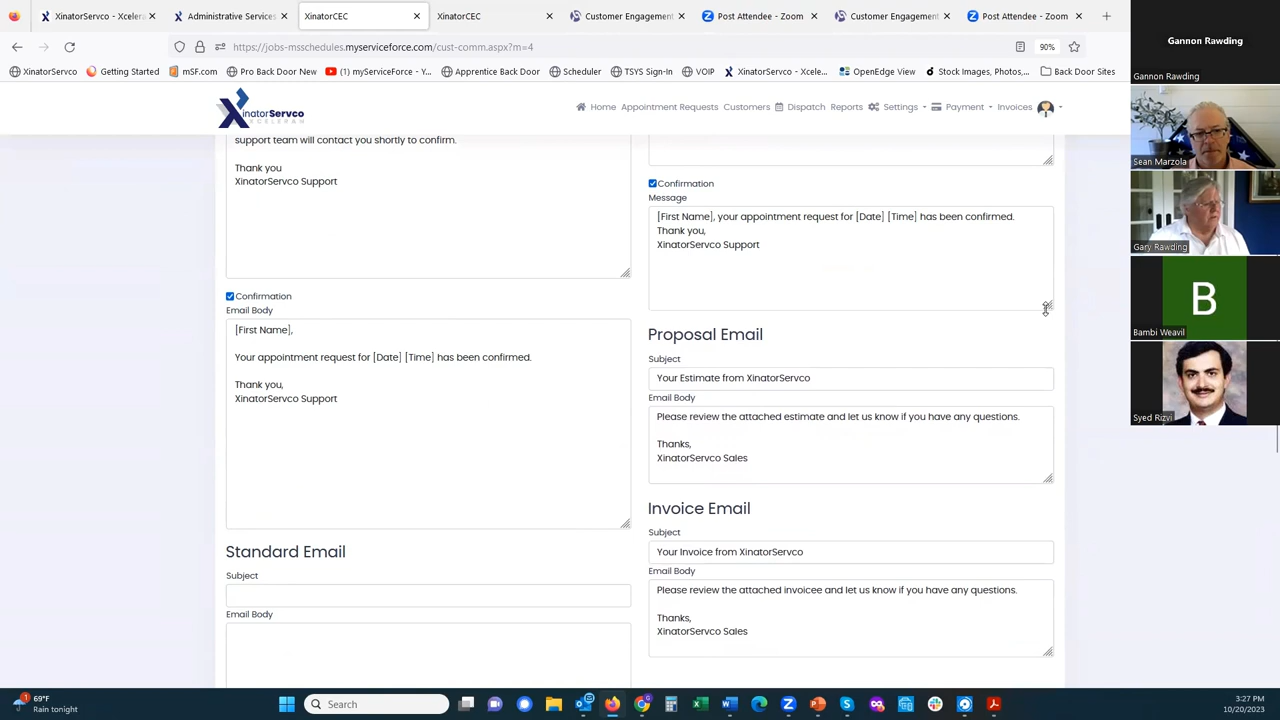 XinatorServco - Xcelera
Administrative Services
XinatorCEC
XinatorCEC
Customer Engagement
Post Attendee - Zoom
Customer Engagement
Post Attendee - Zoom
https://jobs-msschedules.myserviceforce.com/cust-comm.aspx?m=4
90%
XinatorServco
Getting Started
mSF.com
Pro Back Door New
(1) myServiceForce - Y...
Apprentice Back Door
Scheduler
TSYS Sign-In
VOIP
XinatorServco - Xcele...
OpenEdge View
Stock Images, Photos,...
Back Door Sites
XinatorServco
XCELERAM
Home
Appointment Requests
Customers
Dispatch
Reports
Settings
Payment
Invoices
support team will contact you shortly to confirm.
Thank you
XinatorServco Support
Confirmation
Email Body
[First Name],
Your appointment request for [Date] [Time] has been confirmed.
Thank you,
XinatorServco Support
Standard Email
Subject
Email Body
Confirmation
Message
[First Name], your appointment request for [Date] [Time] has been confirmed.
Thank you,
XinatorServco Support
Proposal Email
Subject
Your Estimate from XinatorServco
Email Body
Please review the attached estimate and let us know if you have any questions.
Thanks,
XinatorServco Sales
Invoice Email
Subject
Your Invoice from XinatorServco
Email Body
Please review the attached invoicee and let us know if you have any questions.
Thanks,
XinatorServco Sales
Gannon Rawding
Gannon Rawding
Sean Marzola
Gary Rawding
B
Bambi Weavil
Syed Rizvi
1
69°F
Rain tonight
Search
3:27 PM
10/20/2023